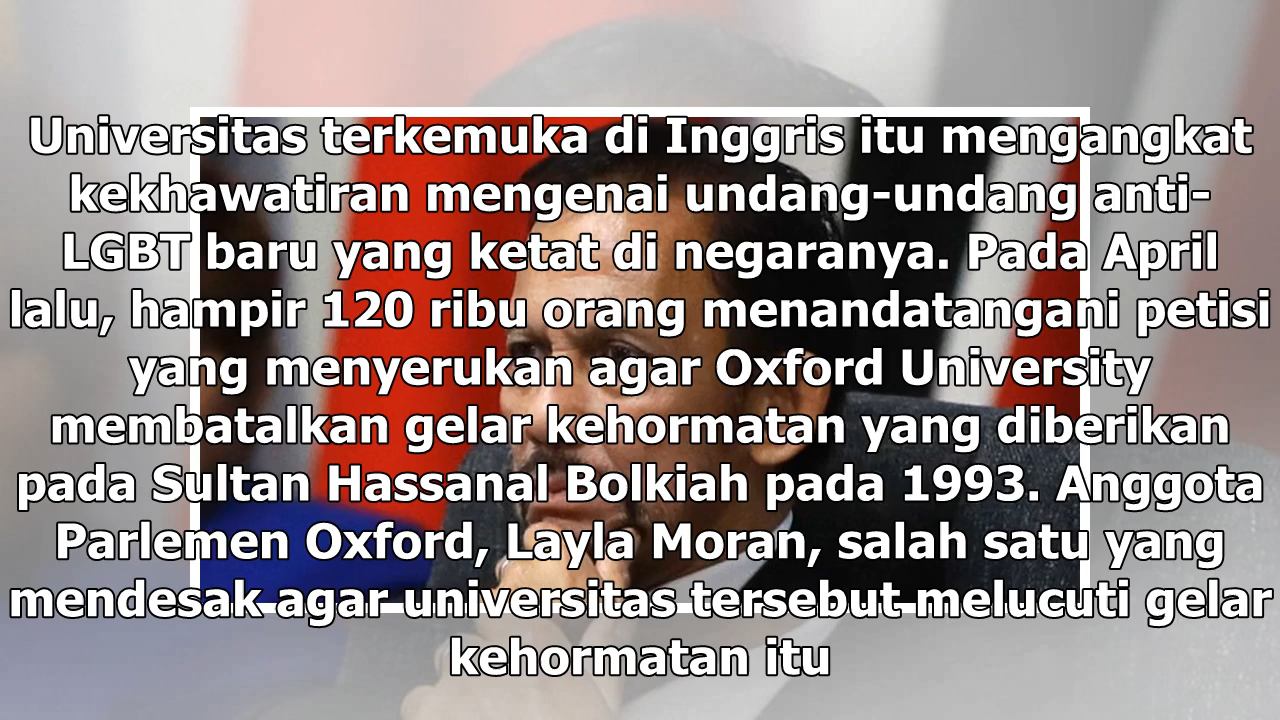 Universitas terkemuka di Inggris itu mengangkat
kekhawatiran mengenai undang-undang anti-
LGBT baru yang ketat di negaranya. Pada April
lalu, hampir 120 ribu orang menandatangani petisi
yang menyerukan agar Oxford University
membatalkan gelar kehormatan yang diberikan
pada Sultan Hassanal Bolkiah pada 1993. Anggota
Parlemen Oxford, Layla Moran, salah satu yang
mendesak agar universitas tersebut melucuti gelar
kehormatan itu